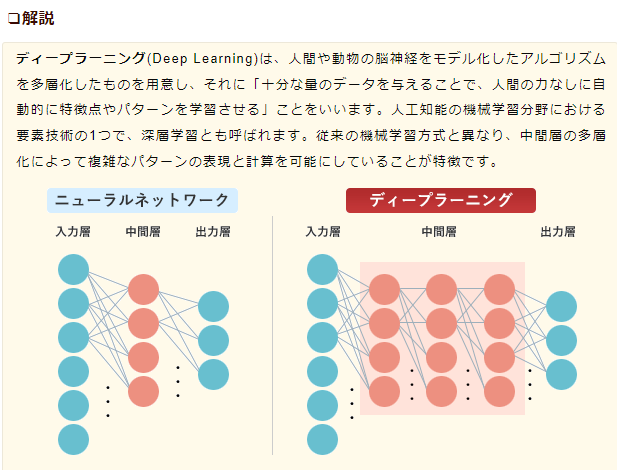 ❏解説
ディープラーニング(Deep Learning)は、人間や動物の脳神経をモデル化したアルゴリズム
を多層化したものを用意し、それに「十分な量のデータを与えることで、人間の力なしに自
動的に特徴点やパターンを学習させる」ことをいいます。人工知能の機械学習分野における
要素技術の1つで、深層学習とも呼ばれます。従来の機械学習方式と異なり、中間層の多層
化によって複雑なパターンの表現と計算を可能にしていることが特徴です。
ニューラルネットワーク
入力層 中間層 出力層
ディープラーニング
入力層 中間層 出力層